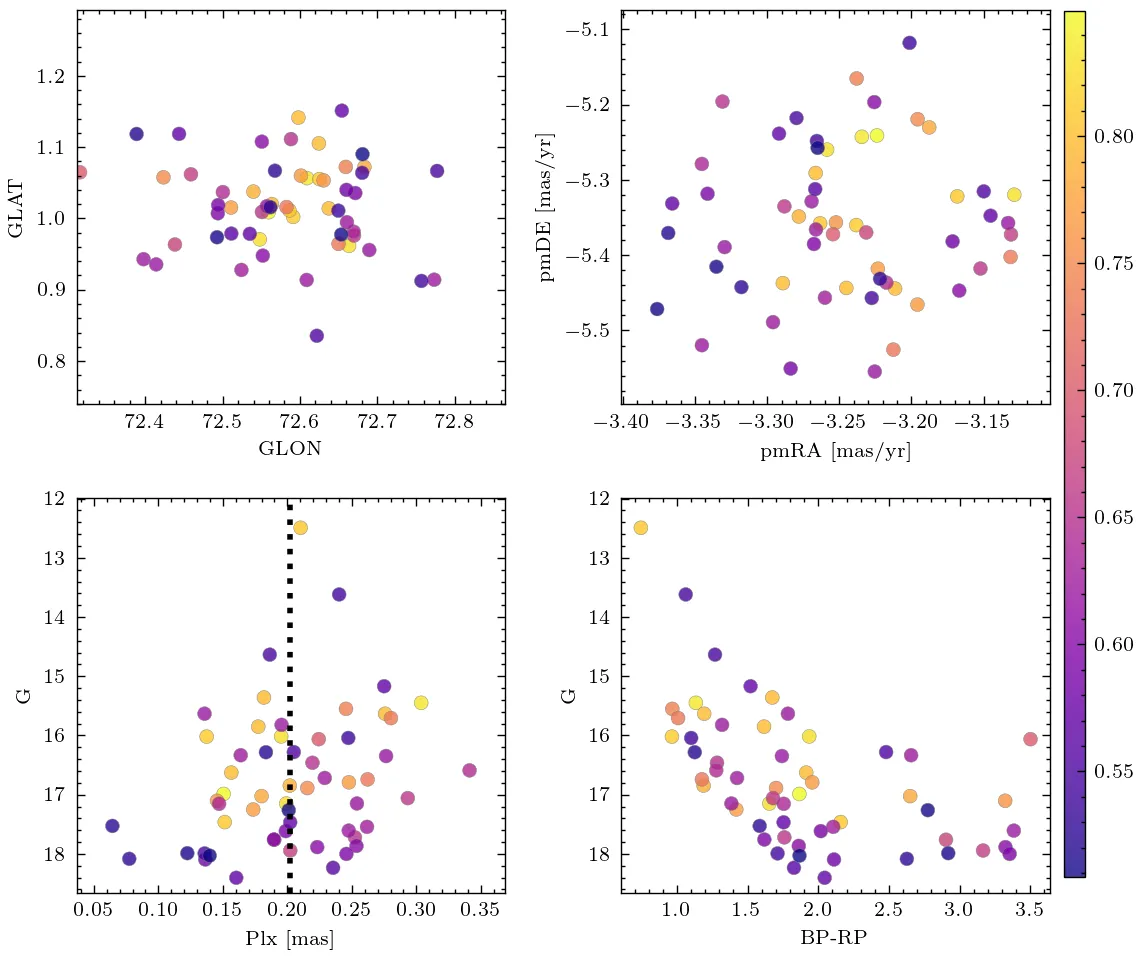 1.2
1.1
1.0
0.9
0.8
GLAT
72.4 72.5 72.6 72.7 72.8
GLON
−5.1
−5.2
−5.3
−5.4
−5.5
pmDE [mas/yr]
−3.40 −3.35 −3.30 −3.25 −3.20 −3.15
pmRA [mas/yr]
0.80
0.75
0.70
0.65
0.60
0.55
12
13
14
15
16
17
18
G
0.05 0.10 0.15 0.20 0.25 0.30 0.35
Plx [mas]
12
13
14
15
16
17
18
G
1.0 1.5 2.0 2.5 3.0 3.5
BP-RP